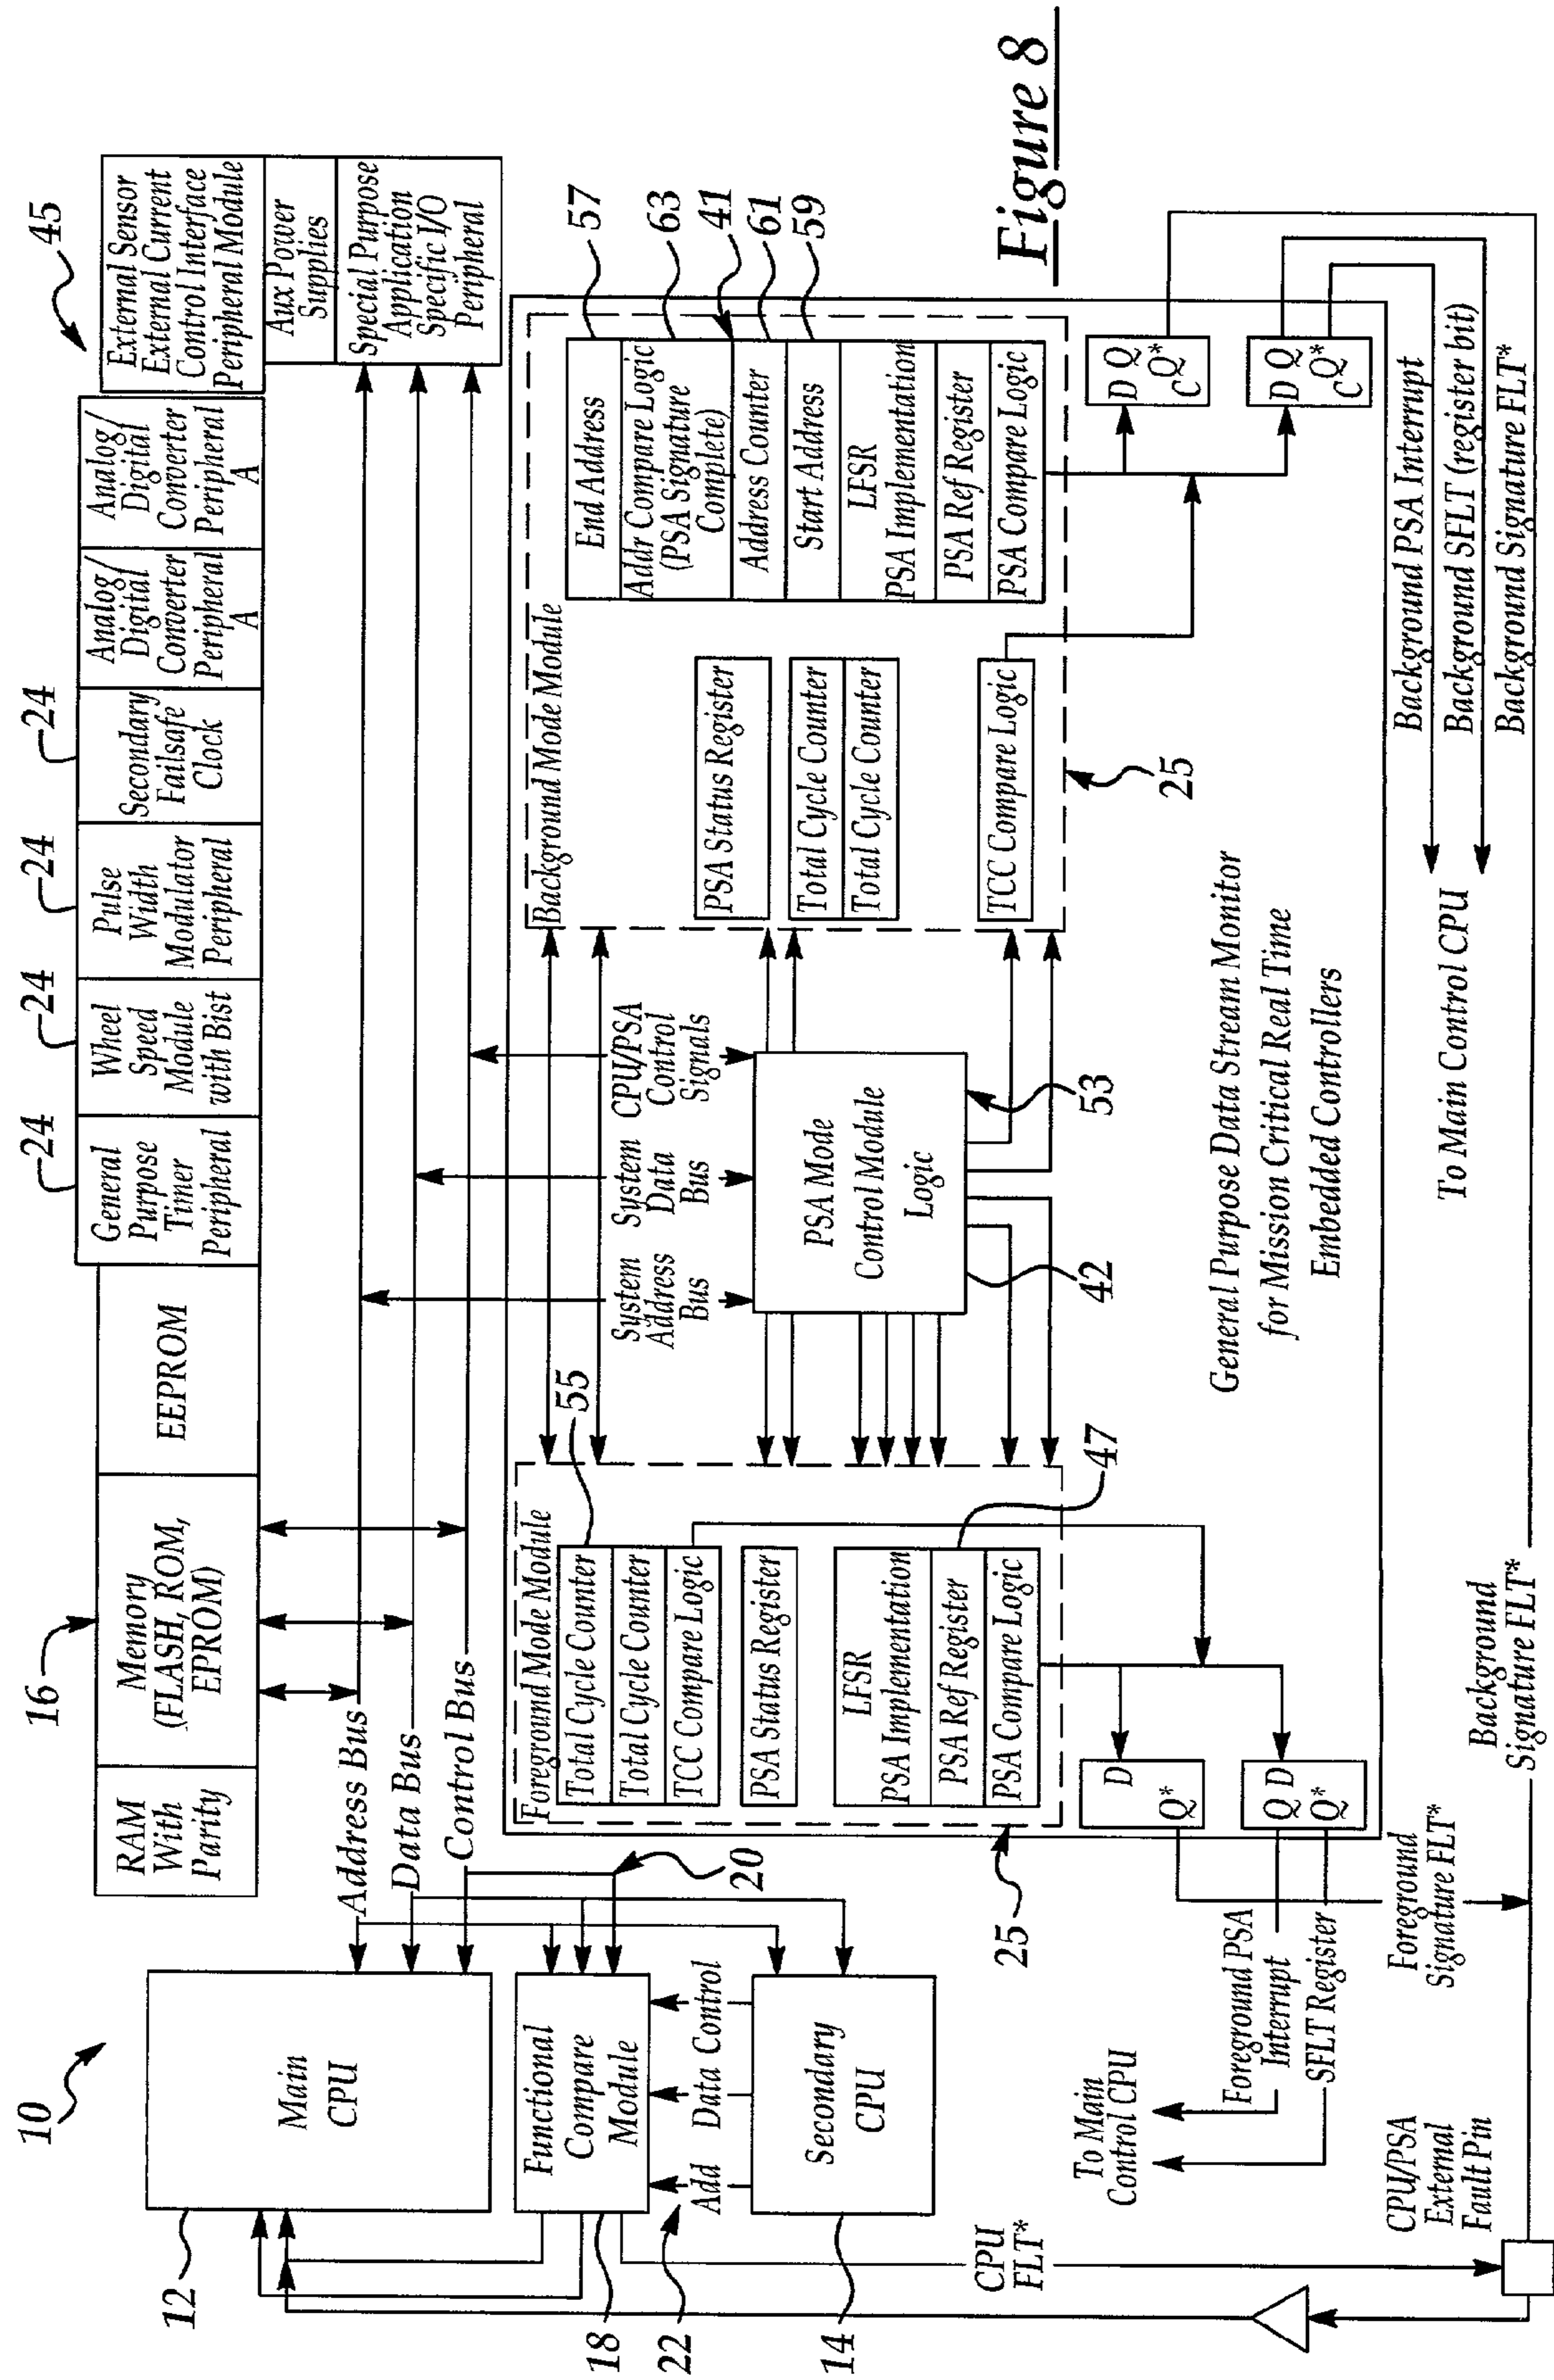 10
12
Main
CPU
18
Functional
Compare
Module
22
Add
Data
Control
14
Secondary
CPU
20
CPU
FLT*
CPU/PSA
External
Fault Pin
To Main
Control CPU
Foreground PSA
Interrupt
SFLT Register
Foreground
Signature FLT*
Background
Signature FLT*
16
RAM
With
Parity
Memory
(FLASH, ROM,
EPROM)
EEPROM
24
General
Purpose
Timer
Peripheral
24
Wheel
Speed
Module
with Bist
24
Pulse
Width
Modulator
Peripheral
24
Secondary
Failsafe
Clock
Analog/
Digital
Converter
Peripheral
A
Analog/
Digital
Converter
Peripheral
A
45
External Sensor
External Current
Control Interface
Peripheral Module
Aux Power
Supplies
Special Purpose
Application
Specific I/O
Peripheral
Address Bus
Data Bus
Control Bus
Foreground Mode Module
55
Total Cycle Counter
Total Cycle Counter
TCC Compare Logic
PSA Status Register
LFSR
PSA Implementation
PSA Ref Register
PSA Compare Logic
47
25
D
Q*
Q D
Q*
System
Address
Bus
System
Data
Bus
CPU/PSA
Control
Signals
PSA Mode
Control Module
Logic
42
53
Background Mode Module
PSA Status Register
Total Cycle Counter
Total Cycle Counter
TCC Compare Logic
25
End Address
Addr Compare Logic
(PSA Signature
Complete)
Address Counter
Start Address
LFSR
PSA Implementation
PSA Ref Register
PSA Compare Logic
57
63
41
61
59
D Q
Q*
C
D Q
Q*
C
General Purpose Data Stream Monitor
for Mission Critical Real Time
Embedded Controllers
To Main Control CPU
Background PSA Interrupt
Background SFLT (register bit)
Background Signature FLT*
Figure 8